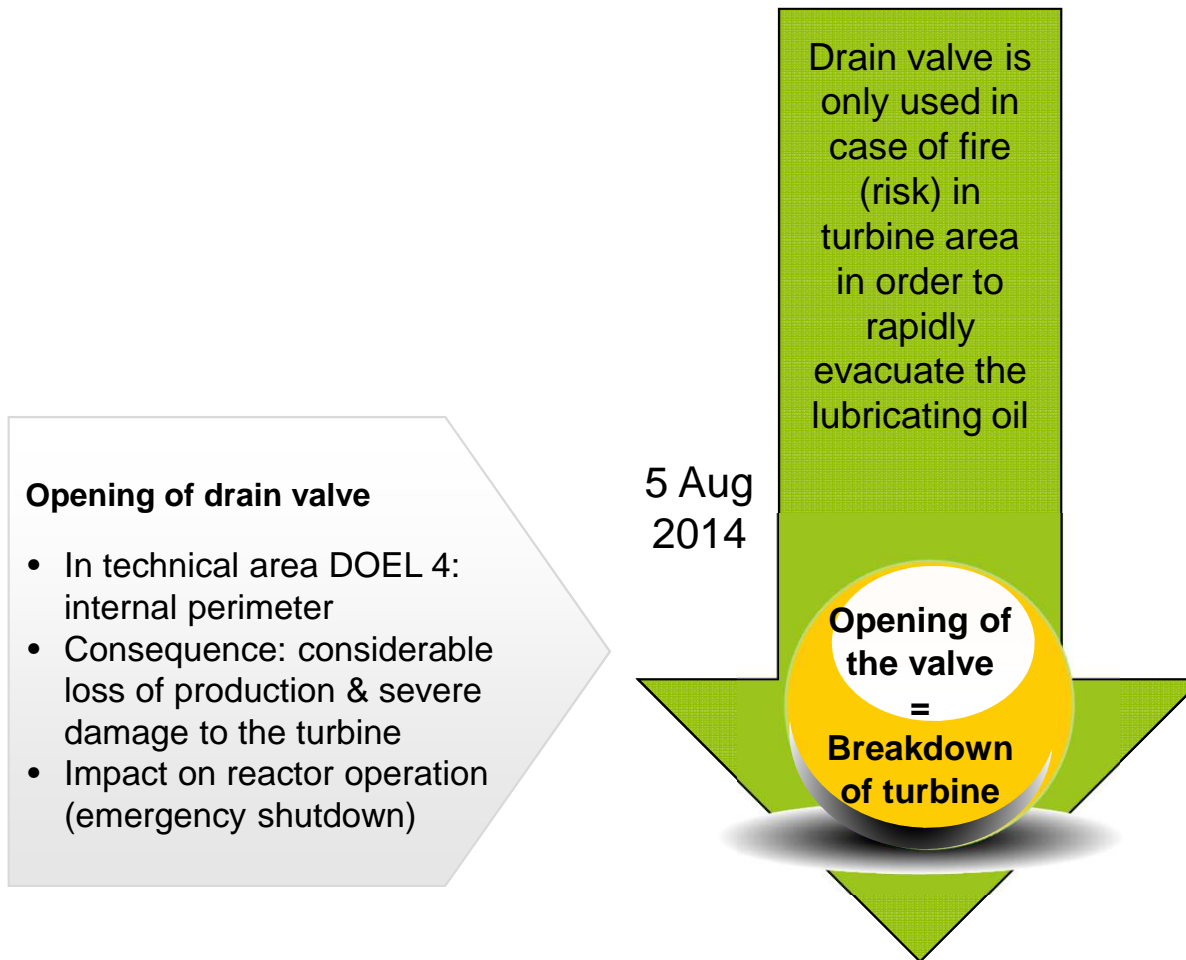 Drain valve is
only used in
case of fire
(risk) in
turbine area
in order to
rapidly
evacuate the
lubricating oil
Opening of drain valve
• In technical area DOEL 4:
internal perimeter
• Consequence: considerable
loss of production & severe
damage to the turbine
• Impact on reactor operation
(emergency shutdown)
5 Aug
2014
Opening of
the valve
=
Breakdown
of turbine